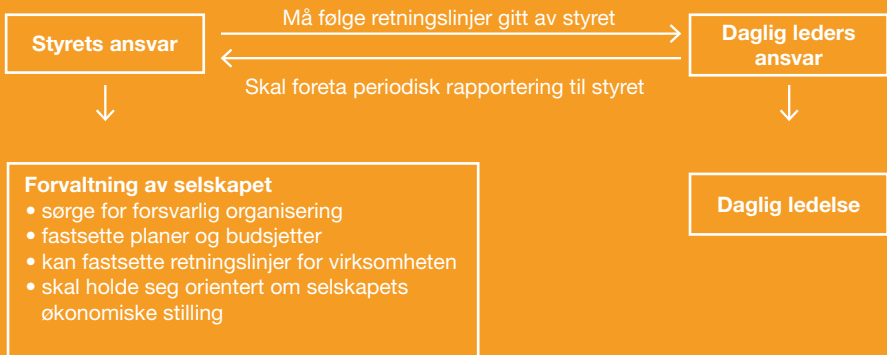 Må følge retningslinjer gitt av styret
Styrets ansvar
Daglig leders
ansvar
Skal foreta periodisk rapportering til styret
Forvaltning av selskapet
• sørge for forsvarlig organisering
• fastsette planer og budsjetter
• kan fastsette retningslinjer for virksomheten
• skal holde seg orientert om selskapets
økonomiske stilling
Daglig ledelse